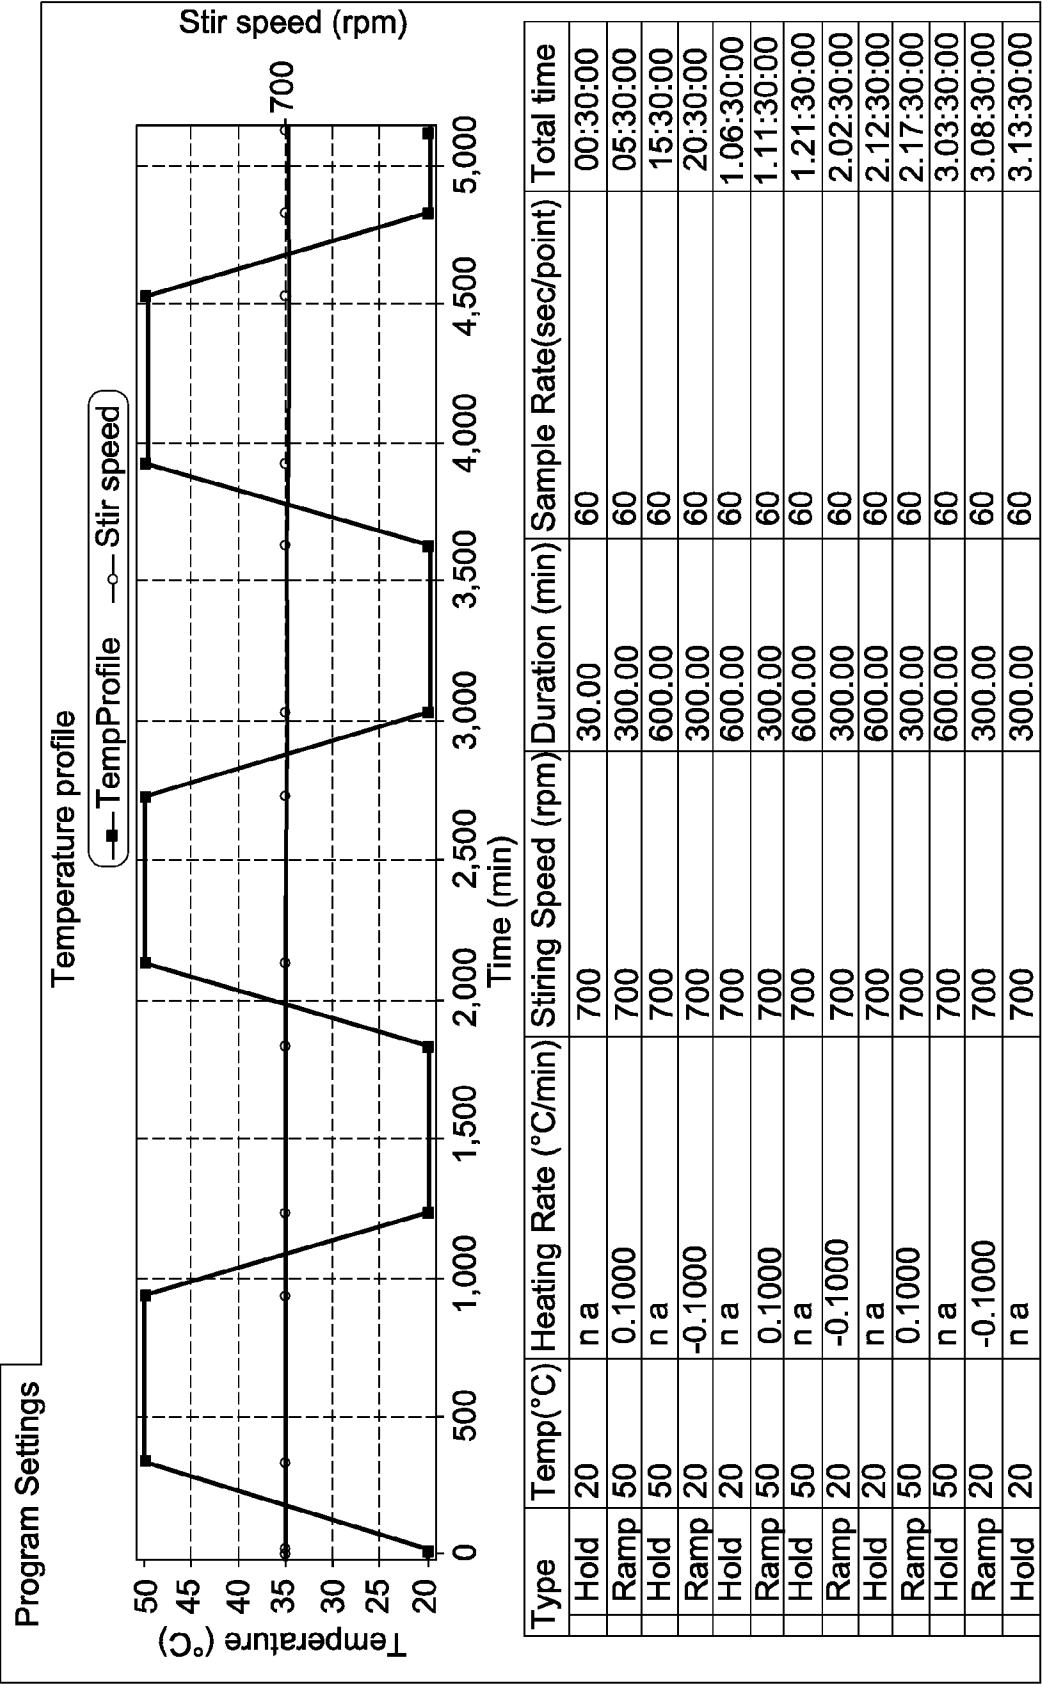 Program Settings
Temperature profile
TempProfile Stir speed
Temperature (°C)
50
45
40
35
30
25
20
Stir speed (rpm)
700
0 500 1,000 1,500 2,000 2,500 3,000 3,500 4,000 4,500 5,000
Time (min)
Type Temp(°C) Heating Rate (°C/min) Stiring Speed (rpm) Duration (min) Sample Rate(sec/point) Total time
Hold 20 n a 700 30.00 60 00:30:00
Ramp 50 0.1000 700 300.00 60 05:30:00
Hold 50 n a 700 600.00 60 15:30:00
Ramp 20 -0.1000 700 300.00 60 20:30:00
Hold 20 n a 700 600.00 60 1.06:30:00
Ramp 50 0.1000 700 300.00 60 1.11:30:00
Hold 50 n a 700 600.00 60 1.21:30:00
Ramp 20 -0.1000 700 300.00 60 2.02:30:00
Hold 20 n a 700 600.00 60 2.12:30:00
Ramp 50 0.1000 700 300.00 60 2.17:30:00
Hold 50 n a 700 600.00 60 3.03:30:00
Ramp 20 -0.1000 700 300.00 60 3.08:30:00
Hold 20 n a 700 300.00 60 3.13:30:00